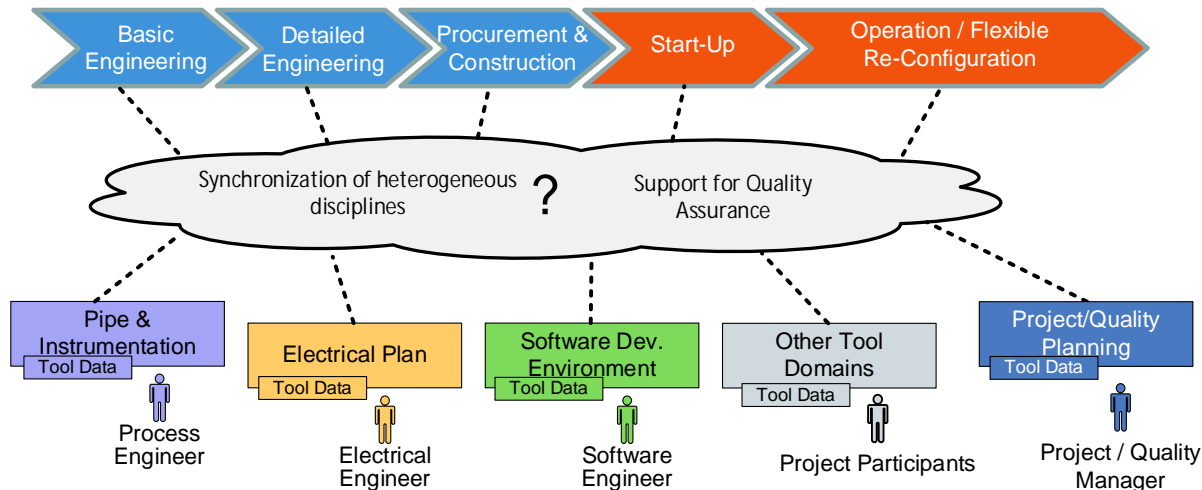 Basic
Engineering
Detailed
Engineering
Procurement &
Construction
Start-Up
Operation / Flexible
Re-Configuration
Synchronization of heterogeneous
disciplines
?
Support for Quality
Assurance
Pipe &
Instrumentation
Tool Data
Process
Engineer
Electrical Plan
Tool Data
Electrical
Engineer
Software Dev.
Environment
Tool Data
Software
Engineer
Other Tool
Domains
Tool Data
Project Participants
Project/Quality
Planning
Tool Data
Project / Quality
Manager